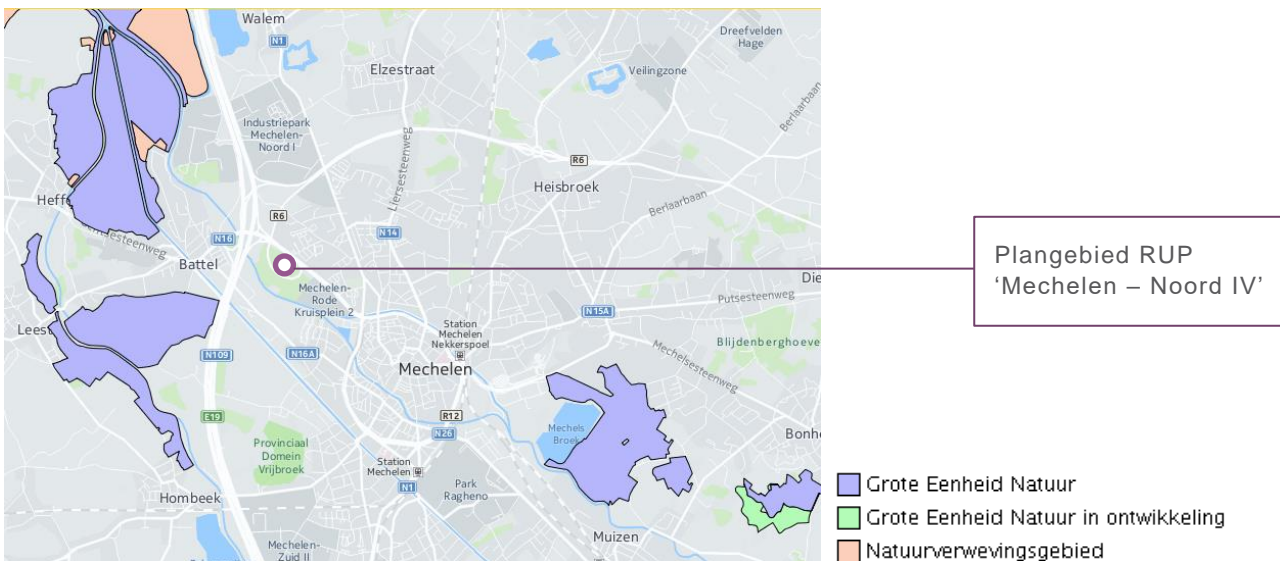 Walem
N1
Dreefvelden
Hage
Elzestraat
Veilingzone
Berlaarbaan
Industriepark
Mechelen-
Noord I
Liersesteenweg
R6
Heisbroek
Heff
Berlaarbaan
R6
N14
N16
Battel
Die
Mechelen-
Rode
Kruisplein 2
Putsesteenweg
N15A
Leest
Station
Mechelen
Nekkerspoel
Blijdenberghoeve
N109
N16A
Mechelsesteenweg
Mechelen
E19
R12
N26
Mechels
Broek
Bonh
Provinciaal
Domein
Vrijbroek
Station
Mechelen
N1
Park
Ragheno
Hombeek
Muizen
Mechelen-
Zuid II
Plangebied RUP
‘Mechelen – Noord IV’
Grote Eenheid Natuur
Grote Eenheid Natuur in ontwikkeling
Natuurverwevingsgebied